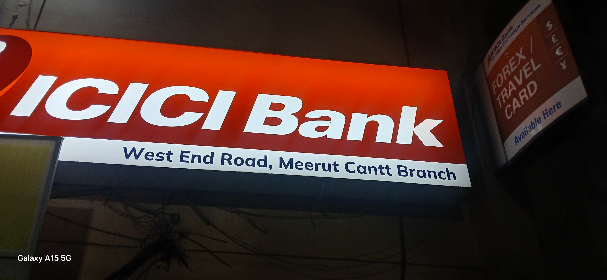 ICICI Bank
West End Road, Meerut Cantt Branch
FOREX /
TRAVEL
CARD
Available Here
$
£
€
¥
Galaxy A15 5G